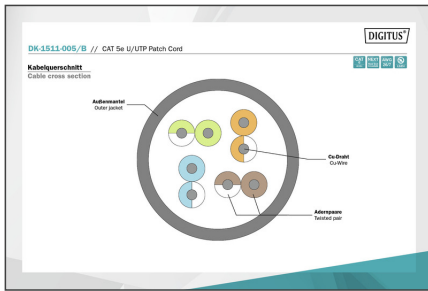 DIGITUS
DK-1511-005/B // CAT 5e U/UTP Patch Cord
Kabelquerschnitt
Cable cross section
Außenmantel
Outer jacket
Cu-Draht
Cu-Wire
Adernpaare
Twisted pair